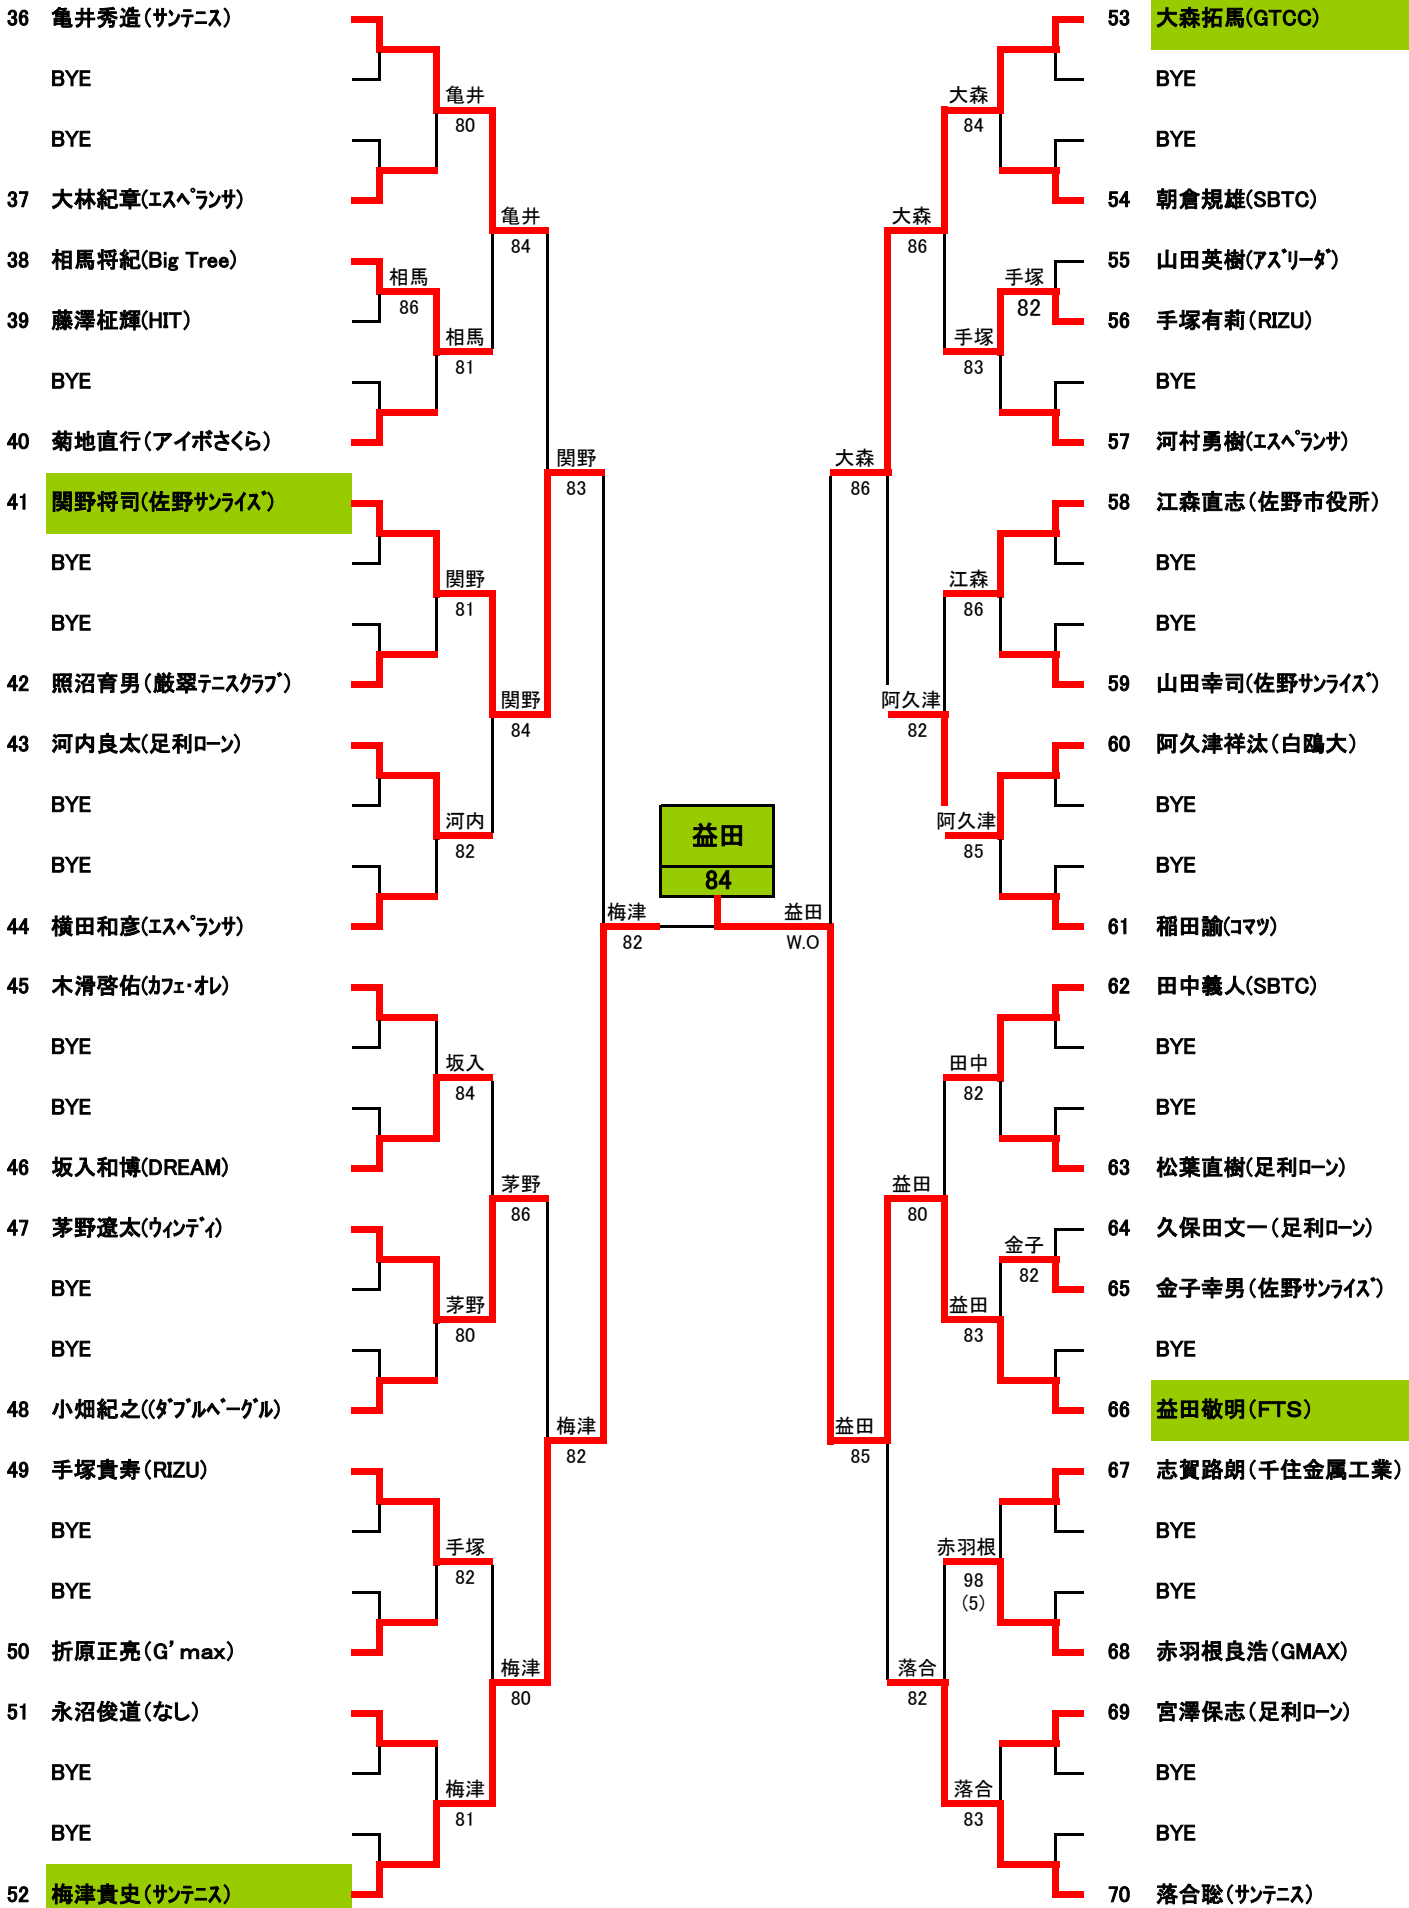 36 亀井秀造（サンテニス）
BYE
亀井
80
BYE
37 大林紀章(ｴｽﾍﾟﾗﾝｻ)
亀井
84
38 相馬将紀(Big Tree)
相馬
86
39 藤澤柾輝(HIT)
相馬
81
BYE
40 菊地直行（アイボさくら）
関野
83
41 関野将司(佐野ｻﾝﾗｲｽﾞ)
BYE
関野
81
BYE
42 照沼育男（厳翠ﾃﾆｽｸﾗﾌﾞ）
関野
84
43 河内良太(足利ﾛｰﾝ)
BYE
河内
82
BYE
44 横田和彦(ｴｽﾍﾟﾗﾝｻ)
梅津
82
45 木滑啓佑(ｶﾌｪ･ｵﾚ)
BYE
坂入
84
BYE
46 坂入和博(DREAM)
茅野
86
47 茅野遼太(ｳｨﾝﾃﾞｨ)
BYE
茅野
80
BYE
48 小畑紀之((ﾀﾞﾌﾞﾙﾍﾞｰｸﾞﾙ)
梅津
82
49 手塚貴寿（RIZU）
BYE
手塚
82
BYE
50 折原正亮（G’max）
梅津
80
51 永沼俊道（なし）
BYE
梅津
81
BYE
52 梅津貴史（サンテニス）
益田
84
53 大森拓馬(GTCC)
BYE
大森
84
BYE
54 朝倉規雄(SBTC)
大森
86
55 山田英樹(ｱｽﾞﾘｰﾀﾞ)
手塚
82
56 手塚有莉（RIZU）
手塚
83
BYE
57 河村勇樹(ｴｽﾍﾟﾗﾝｻ)
大森
86
58 江森直志（佐野市役所）
BYE
江森
86
BYE
59 山田幸司(佐野ｻﾝﾗｲｽﾞ)
阿久津
82
60 阿久津祥汰（白鴎大）
BYE
阿久津
85
BYE
61 稲田諭(ｺﾏﾂ)
益田
W.O
62 田中義人(SBTC)
BYE
田中
82
BYE
63 松葉直樹(足利ﾛｰﾝ)
益田
80
64 久保田文一（足利ﾛｰﾝ）
金子
82
65 金子幸男（佐野ｻﾝﾗｲｽﾞ）
益田
83
BYE
66 益田敬明（FTS）
益田
85
67 志賀路朗（千住金属工業）
BYE
赤羽根
98
(5)
BYE
68 赤羽根良浩（GMAX）
落合
82
69 宮澤保志（足利ﾛｰﾝ）
BYE
落合
83
BYE
70 落合聡（サンテニス）